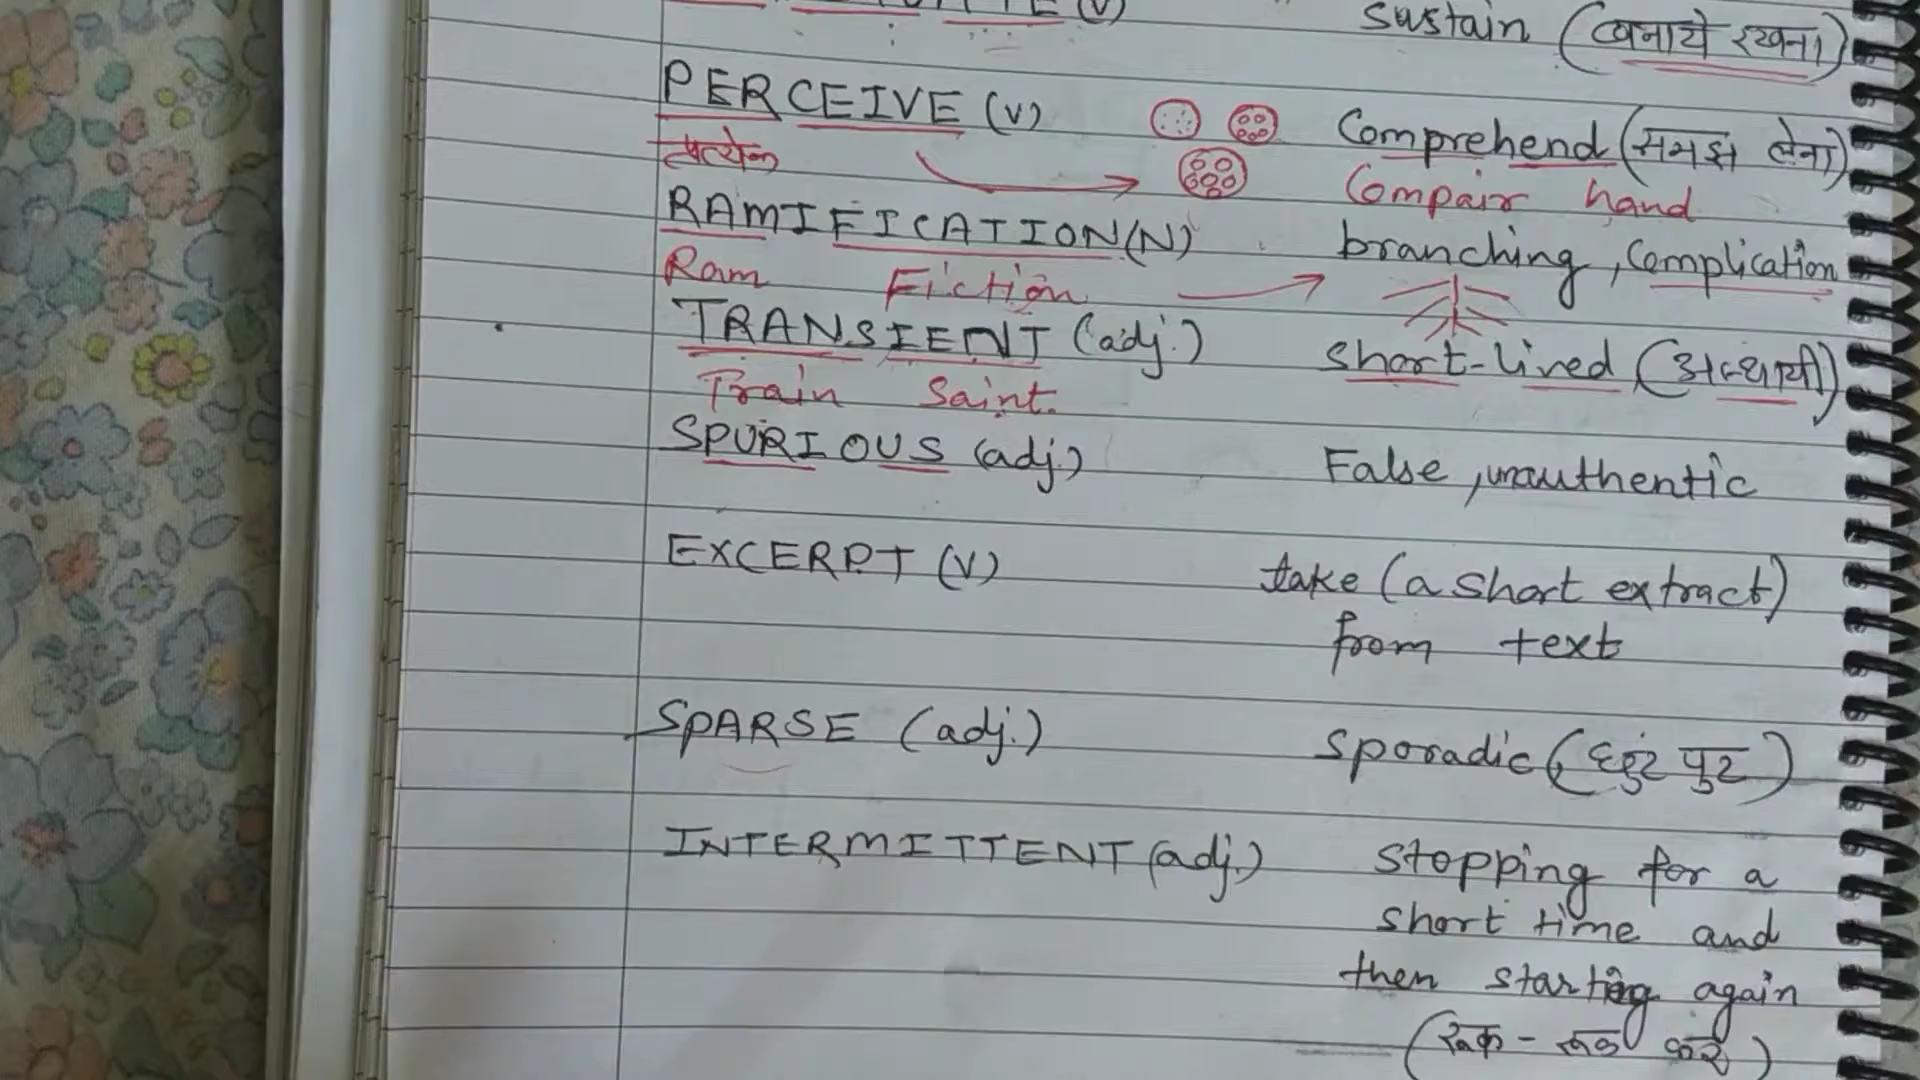 (V) sustain (बनाये रखना)
PERCEIVE (V) Comprehend (समझ लेना)
Compair hand
RAMIFICATION (N) branching, Complication
Ram Fiction
TRANSIENT (adj.) short-lived (अस्थायी)
Train Saint.
SPURIOUS (adj.) False, unauthentic
EXCERPT (V) take (a short extract)
from text
SPARSE (adj.) sporadic (छुट पुट)
INTERMITTENT (adj.) stopping for a
short time and
then starting again
(रुक - रुक कर)